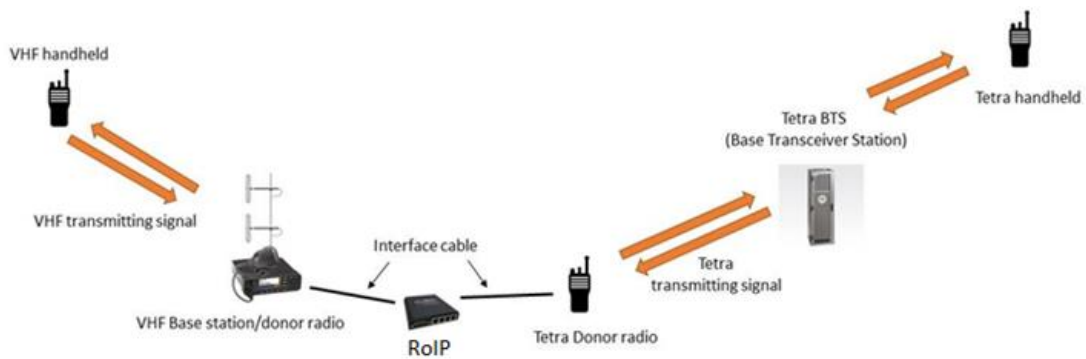 VHF handheld
Tetra handheld
Tetra BTS
(Base Transceiver Station)
VHF transmitting signal
Interface cable
Tetra
transmitting signal
VHF Base station/donor radio
RoIP
Tetra Donor radio